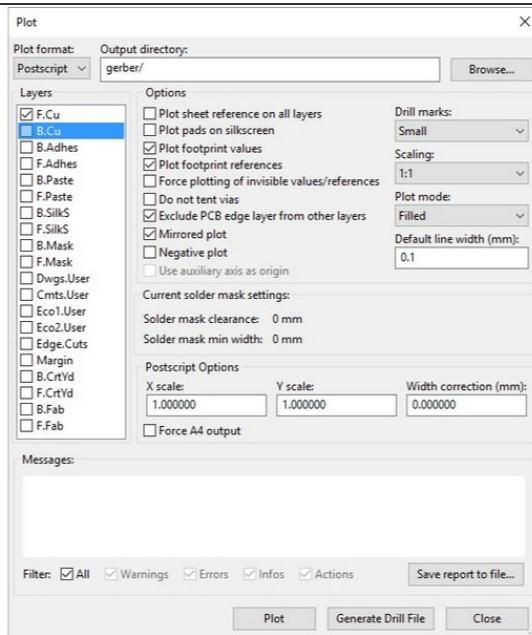 Plot
Plot format:
Output directory:
Postscript
gerber/
Browse...
Layers
F.Cu
B.Cu
B.Adhes
F.Adhes
B.Paste
F.Paste
B.SilkS
F.SilkS
B.Mask
F.Mask
Dwgs.User
Cmts.User
Eco1.User
Eco2.User
Edge.Cuts
Margin
B.CrtYd
F.CrtYd
B.Fab
F.Fab
Options
Plot sheet reference on all layers
Plot pads on silkscreen
Plot footprint values
Plot footprint references
Force plotting of invisible values/references
Do not tent vias
Exclude PCB edge layer from other layers
Mirrored plot
Negative plot
Use auxiliary axis as origin
Drill marks:
Small
Scaling:
1:1
Plot mode:
Filled
Default line width (mm):
0.1
Current solder mask settings:
Solder mask clearance: 0 mm
Solder mask min width: 0 mm
Postscript Options
X scale:
Y scale:
Width correction (mm):
1.000000
1.000000
0.000000
Force A4 output
Messages:
Filter: All Warnings Errors Infos Actions
Save report to file...
Plot
Generate Drill File
Close